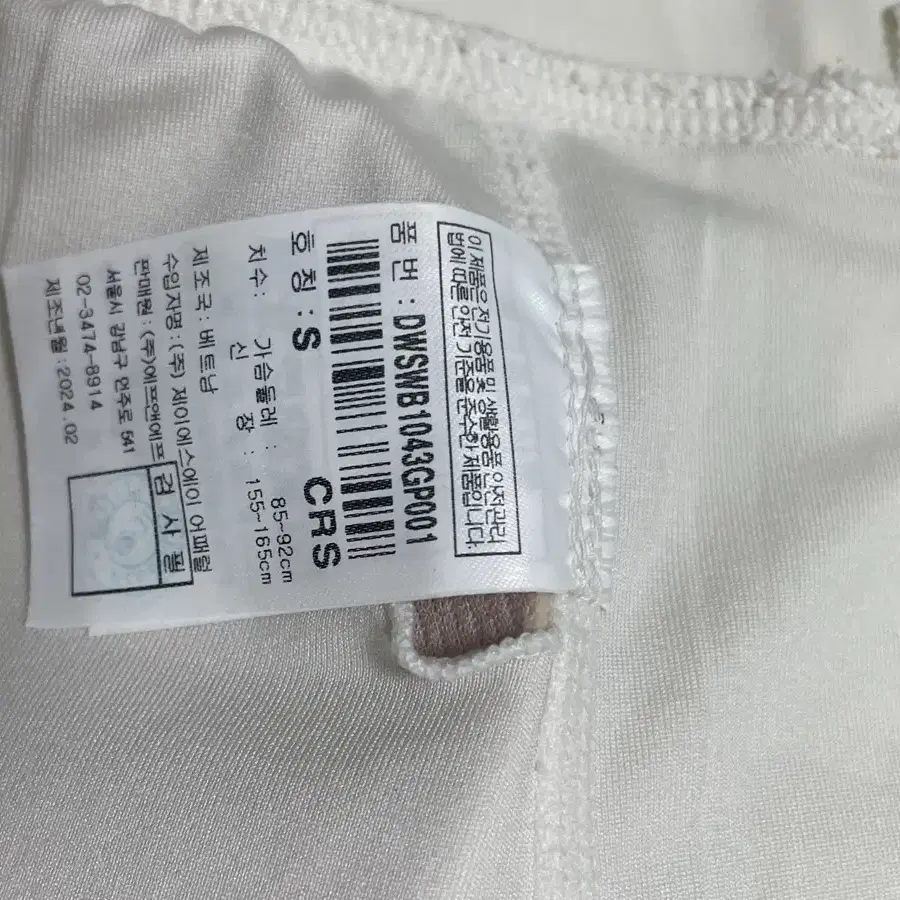 이 제품은 전기용품 및 생활용품 안전관리
법에 따른 안전 기준을 준수한 제품입니다.
품 번 : DWSWB1043GP001
호 칭 : S CRS
치수 : 가슴둘레 : 85~92cm
신 장 : 155~165cm
제 조 국 : 베트남
수입자명 : (주) 제이에스에이 어패럴
판매원 : (주)에프앤에프
서울시 강남구 언주로 541
02-3474-8914
제조년월 : 2024.02
검 사 필